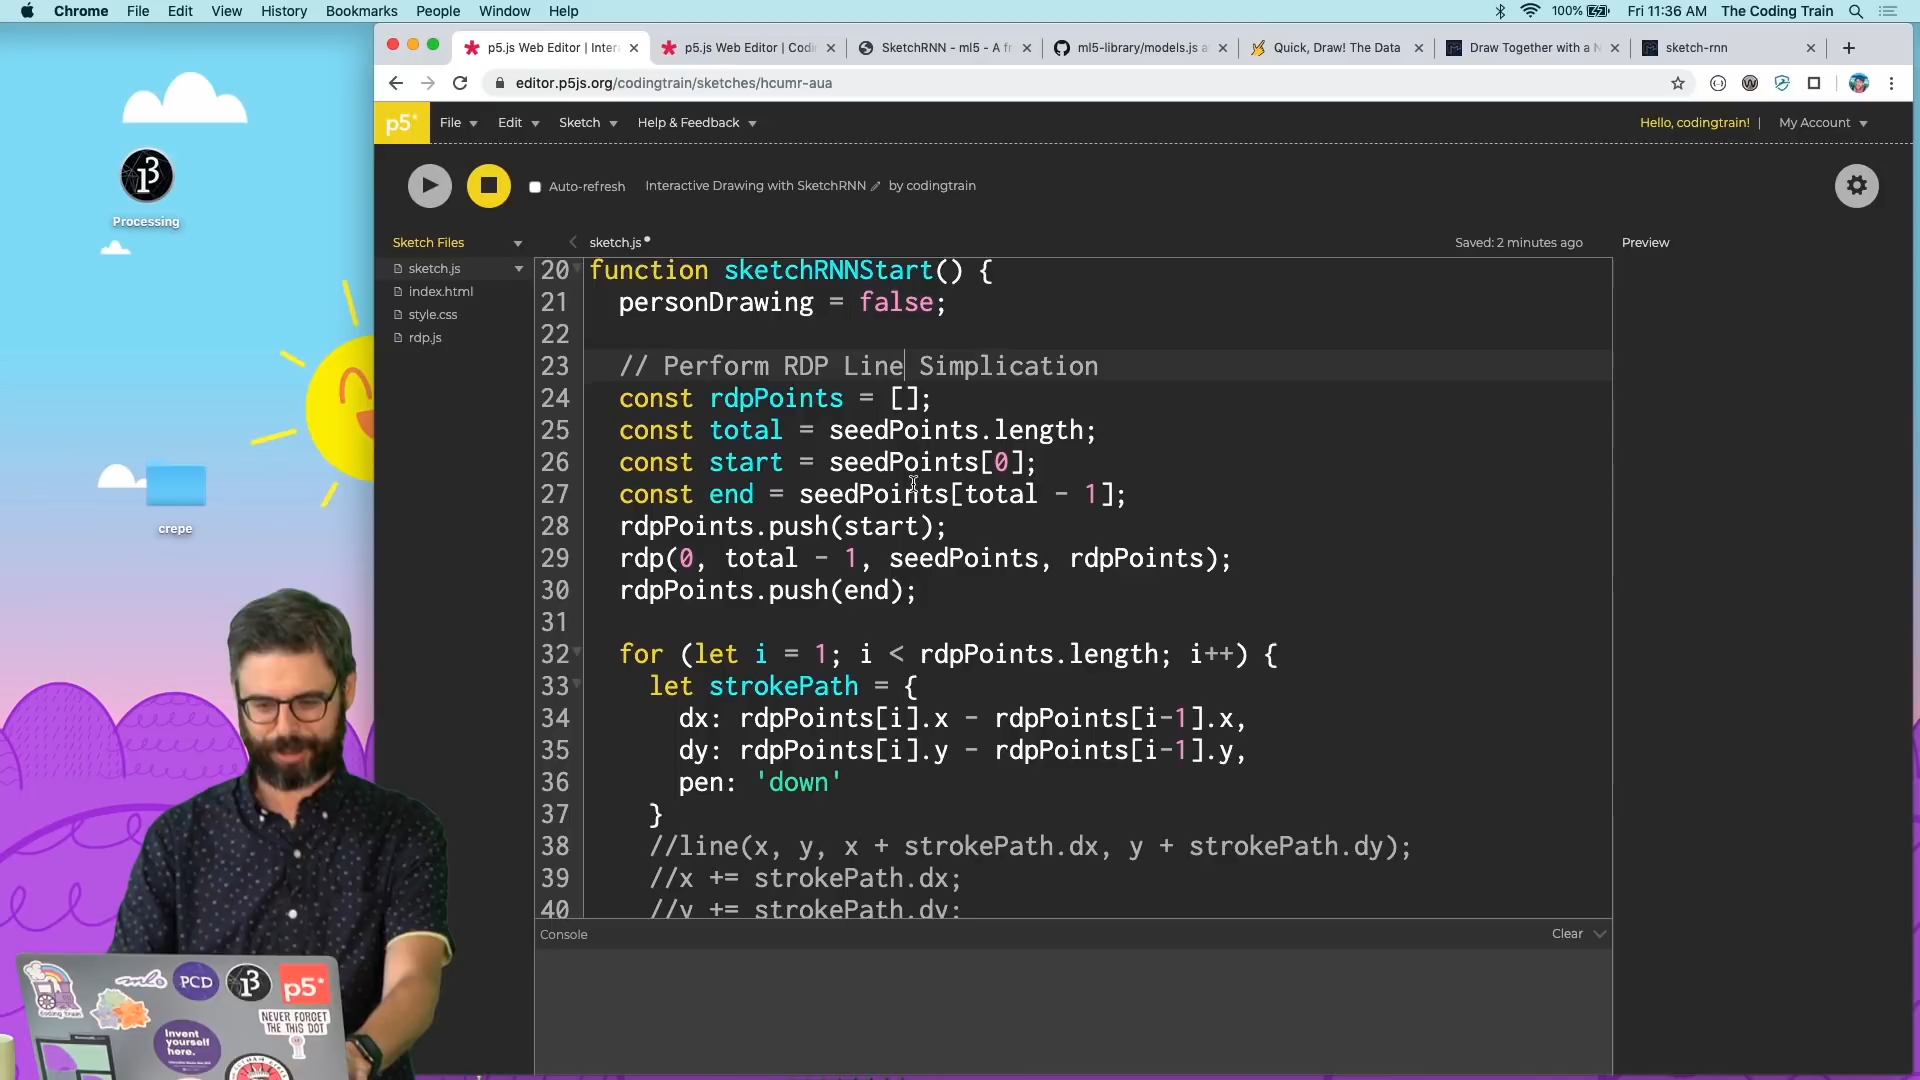 Chrome File Edit View History Bookmarks People Window Help 100% Fri 11:36 AM The Coding Train
p5.js Web Editor | Inter p5.js Web Editor | Codi SketchRNN - ml5 - A f ml5-library/models.js a Quick, Draw! The Data Draw Together with a N sketch-rnn
editor.p5js.org/codingtrain/sketches/hcumr-aua
p5* File Edit Sketch Help & Feedback Hello, codingtrain! | My Account
Auto-refresh Interactive Drawing with SketchRNN by codingtrain
Processing
Sketch Files sketch.js Saved: 2 minutes ago Preview
sketch.js
index.html
style.css
rdp.js
20 function sketchRNNStart() {
21 personDrawing = false;
22
23 // Perform RDP Line Simplication
24 const rdpPoints = [];
25 const total = seedPoints.length;
26 const start = seedPoints[0];
27 const end = seedPoints[total - 1];
28 rdpPoints.push(start);
29 rdp(0, total - 1, seedPoints, rdpPoints);
30 rdpPoints.push(end);
31
32 for (let i = 1; i < rdpPoints.length; i++) {
33 let strokePath = {
34 dx: rdpPoints[i].x - rdpPoints[i-1].x,
35 dy: rdpPoints[i].y - rdpPoints[i-1].y,
36 pen: 'down'
37 }
38 //line(x, y, x + strokePath.dx, y + strokePath.dy);
39 //x += strokePath.dx;
40 //y += strokePath.dy;
crepe
Console Clear
coding train
PCD
p5*
NEVER FORGET
THE THIS DOT
Invent
yourself
here.